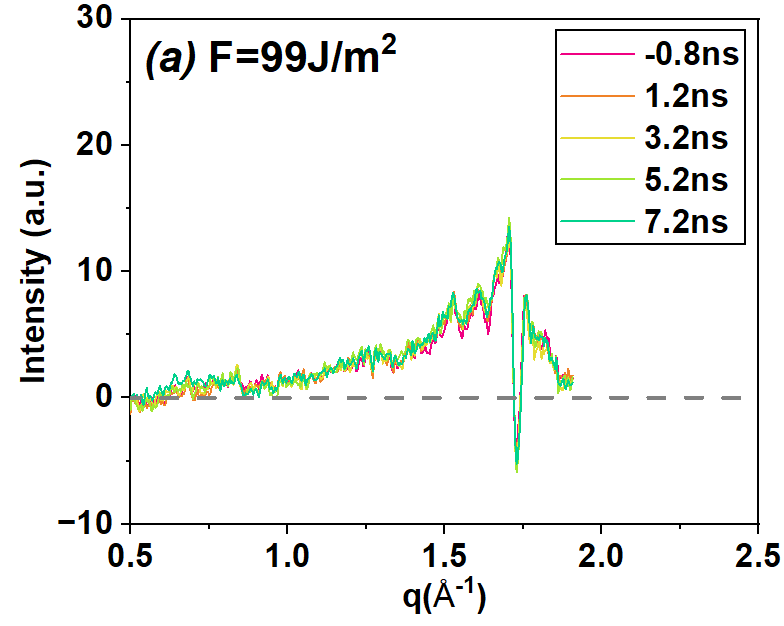 (a) F=99J/m²
-0.8ns
1.2ns
3.2ns
5.2ns
7.2ns
30
20
10
0
−10
Intensity (a.u.)
0.5
1.0
1.5
2.0
2.5
q(Å⁻¹)